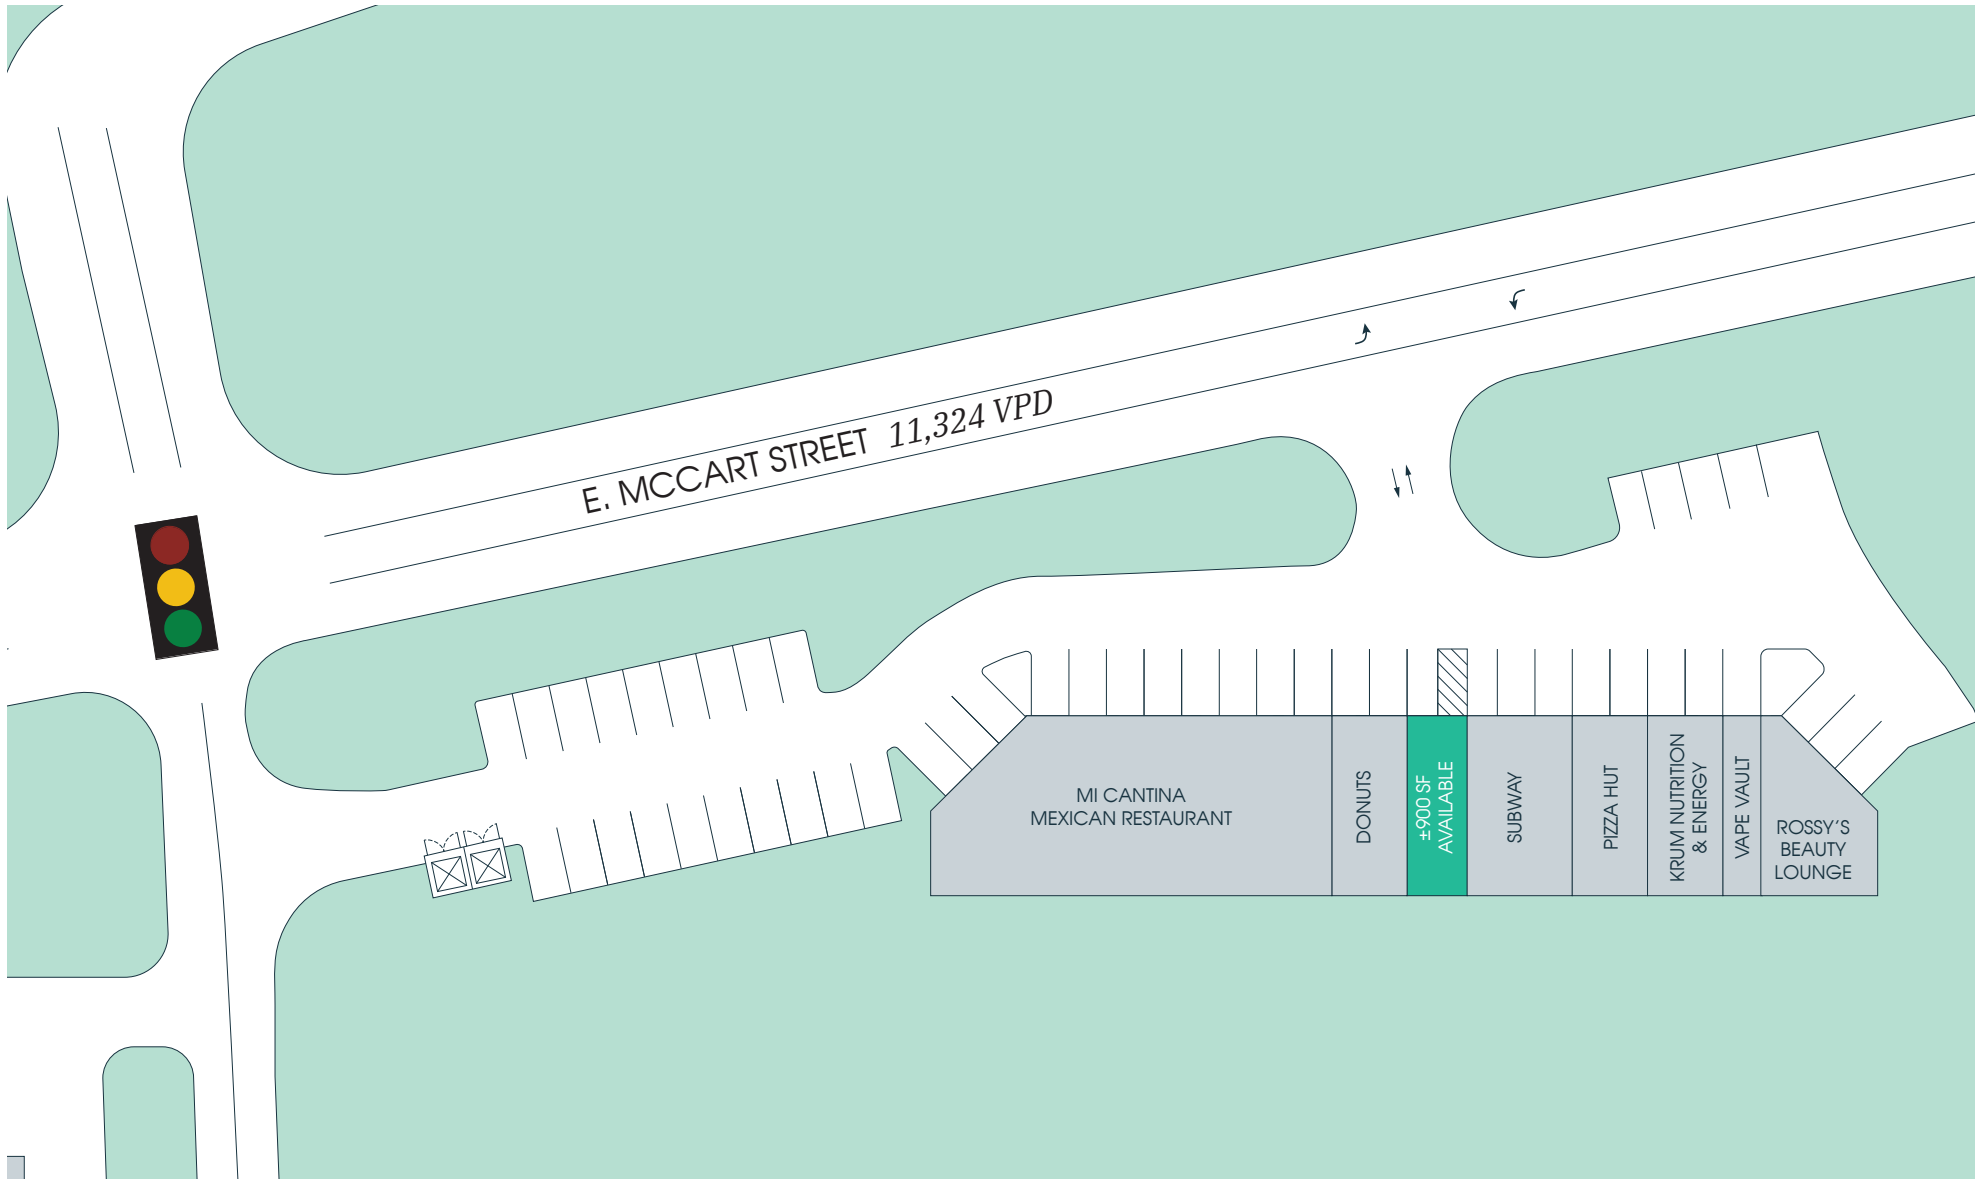 E. MCCART STREET 11,324 VPD
MI CANTINA
MEXICAN RESTAURANT
DONUTS
±900 SF
AVAILABLE
SUBWAY
PIZZA HUT
KRUM NUTRITION
& ENERGY
VAPE VAULT
ROSSY'S
BEAUTY
LOUNGE